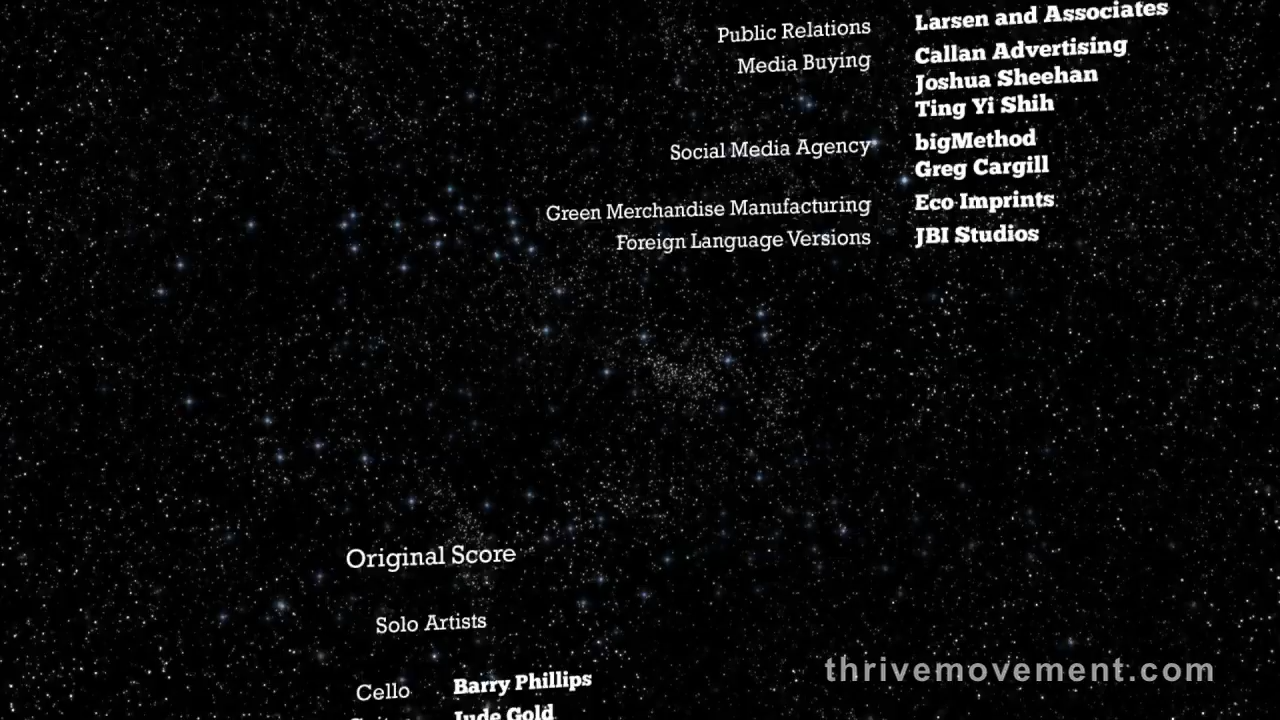 Public Relations Larsen and Associates
Media Buying Callan Advertising
Joshua Sheehan
Ting Yi Shih
Social Media Agency bigMethod
Greg Cargill
Green Merchandise Manufacturing Eco Imprints
Foreign Language Versions JBI Studios
Original Score
Solo Artists
Cello Barry Phillips
Jude Gold
thrivemovement.com